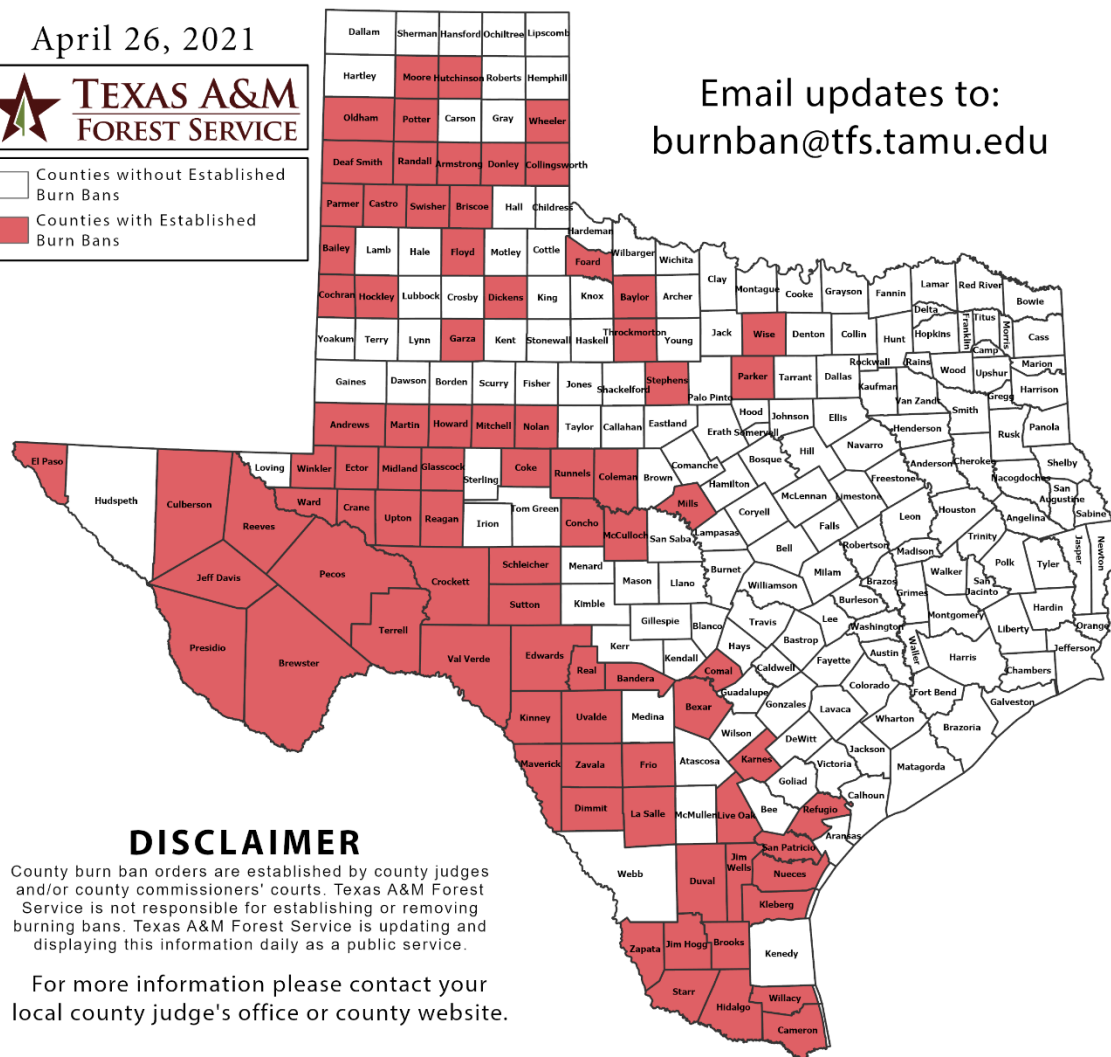 April 26, 2021
TEXAS A&M
FOREST SERVICE
Counties without Established
Burn Bans
Counties with Established
Burn Bans
Email updates to:
burnban@tfs.tamu.edu
Dallam Sherman Hansford Ochiltree Lipscomb
Hartley Moore Hutchinson Roberts Hemphill
Oldham Potter Carson Gray Wheeler
Deaf Smith Randall Armstrong Donley Collingsworth
Parmer Castro Swisher Briscoe Hall Childress
Hardeman
Bailey Lamb Hale Floyd Motley Cottle Foard Wilbarger Wichita
Clay Montague Cooke Grayson Fannin Lamar Red River Bowie
Cochran Hockley Lubbock Crosby Dickens King Knox Baylor Archer
Delta Titus Franklin Morris Cass
Yoakum Terry Lynn Garza Kent Stonewall Haskell Throckmorton Young Jack Wise Denton Collin Hunt Hopkins
Camp Rockwall Rains Wood Upshur Marion
Gaines Dawson Borden Scurry Fisher Jones Shackelford Stephens Palo Pinto Parker Tarrant Dallas Kaufman Van Zandt Gregg Harrison
Andrews Martin Howard Mitchell Nolan Taylor Callahan Eastland Erath Hood Somervell Johnson Ellis Henderson Smith Rusk Panola
El Paso Hudspeth Culberson Loving Winkler Ector Midland Glasscock Sterling Coke Runnels Coleman Brown Comanche Hamilton Bosque Hill Navarro Anderson Cherokee Nacogdoches Shelby
Reeves Ward Crane Upton Reagan Irion Tom Green Concho McCulloch San Saba Mills Lampasas Coryell McLennan Limestone Freestone Leon Houston Angelina San Augustine Sabine
Jeff Davis Pecos Crockett Schleicher Menard Mason Llano Burnet Bell Falls Robertson Madison Walker Trinity Polk Tyler Jasper Newton
Presidio Brewster Terrell Sutton Kimble Gillespie Blanco Williamson Milam Burleson Brazos Grimes San Jacinto Montgomery Liberty Hardin Orange
Val Verde Edwards Real Kerr Kendall Bandera Comal Hays Travis Bastrop Lee Washington Austin Waller Harris Chambers Jefferson
Kinney Uvalde Medina Bexar Guadalupe Caldwell Gonzales Fayette Colorado Lavaca Wharton Fort Bend Brazoria Galveston
Maverick Zavala Frio Atascosa Wilson Karnes DeWitt Victoria Jackson Matagorda
Dimmit La Salle McMullen Live Oak Bee Goliad Refugio Calhoun Aransas
Webb Duval Jim Wells San Patricio Nueces Kleberg
Zapata Jim Hogg Brooks Kenedy
Starr Hidalgo Willacy Cameron
DISCLAIMER
County burn ban orders are established by county judges
and/or county commissioners' courts. Texas A&M Forest
Service is not responsible for establishing or removing
burning bans. Texas A&M Forest Service is updating and
displaying this information daily as a public service.
For more information please contact your
local county judge's office or county website.